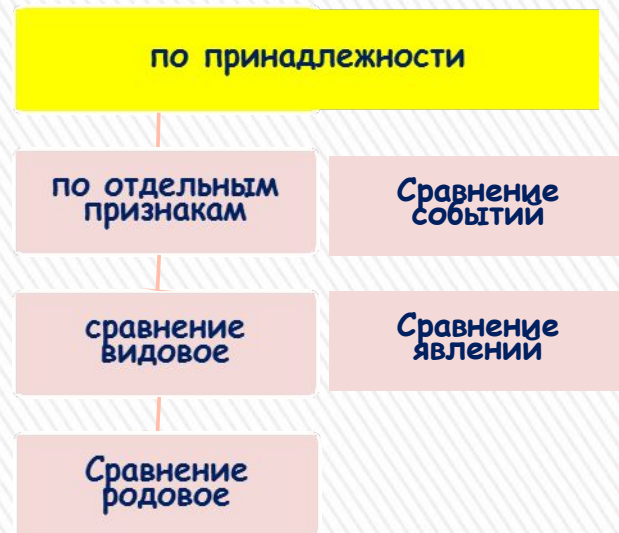 по принадлежности
по отдельным
признакам
Сравнение
событий
сравнение
видовое
Сравнение
явлений
Сравнение
родовое